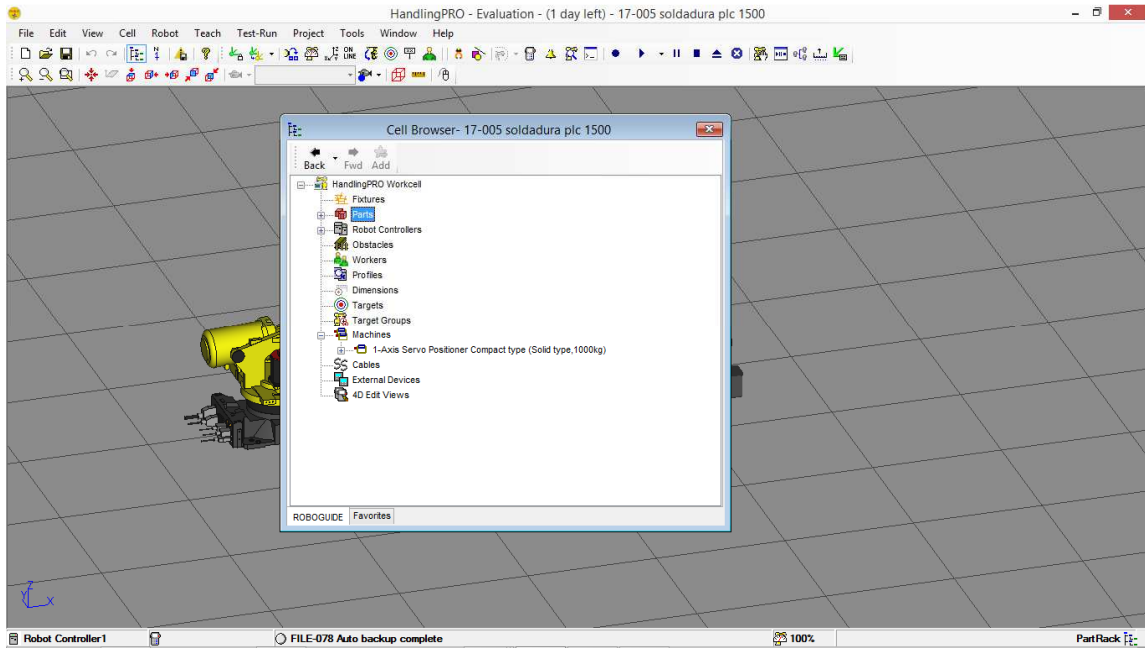 HandlingPRO - Evaluation - (1 day left) - 17-005 soldadura plc 1500
File Edit View Cell Robot Teach Test-Run Project Tools Window Help
Cell Browser- 17-005 soldadura plc 1500
Back Fwd Add
HandlingPRO Workcell
Fixtures
Parts
Robot Controllers
Obstacles
Workers
Profiles
Dimensions
Targets
Target Groups
Machines
1-Axis Servo Positioner Compact type (Solid type,1000kg)
Cables
External Devices
4D Edit Views
ROBOGUIDE Favorites
Z
Y X
Robot Controller1 FILE-078 Auto backup complete 100% PartRack